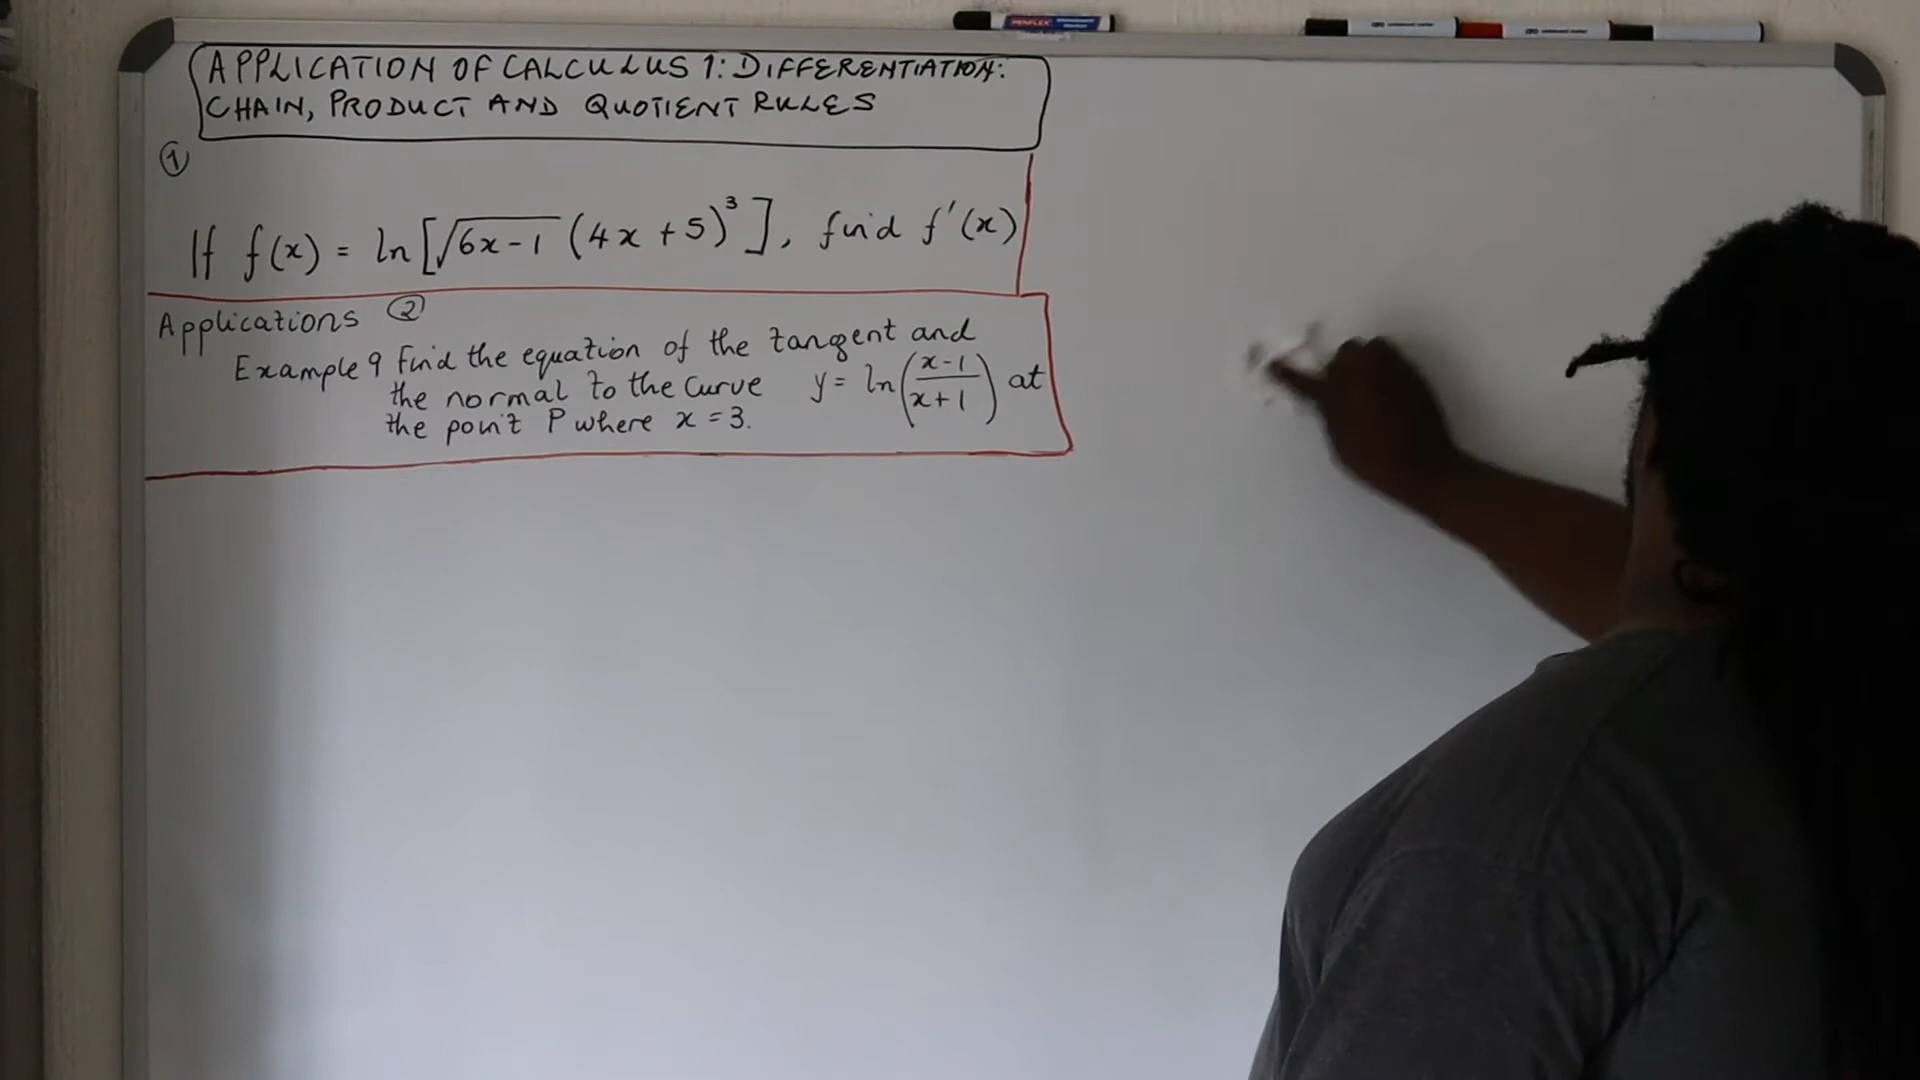 APPLICATION OF CALCULUS 1: DIFFERENTIATION:
CHAIN, PRODUCT AND QUOTIENT RULES
①
If f(x) = ln[√(6x-1) (4x+5)³], find f'(x)
Applications ②
Example 9 Find the equation of the tangent and
the normal to the curve y = ln((x-1)/(x+1)) at
the point P where x = 3.
PENFLEX